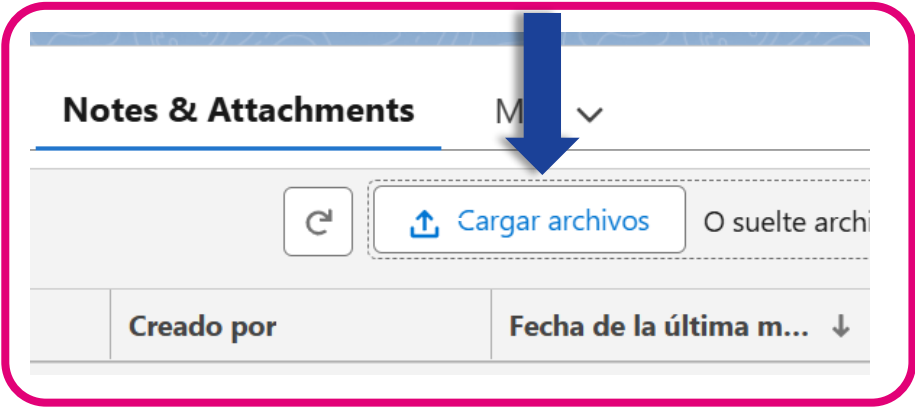 Notes & Attachments
Cargar archivos O suelte archi
Creado por Fecha de la última m...